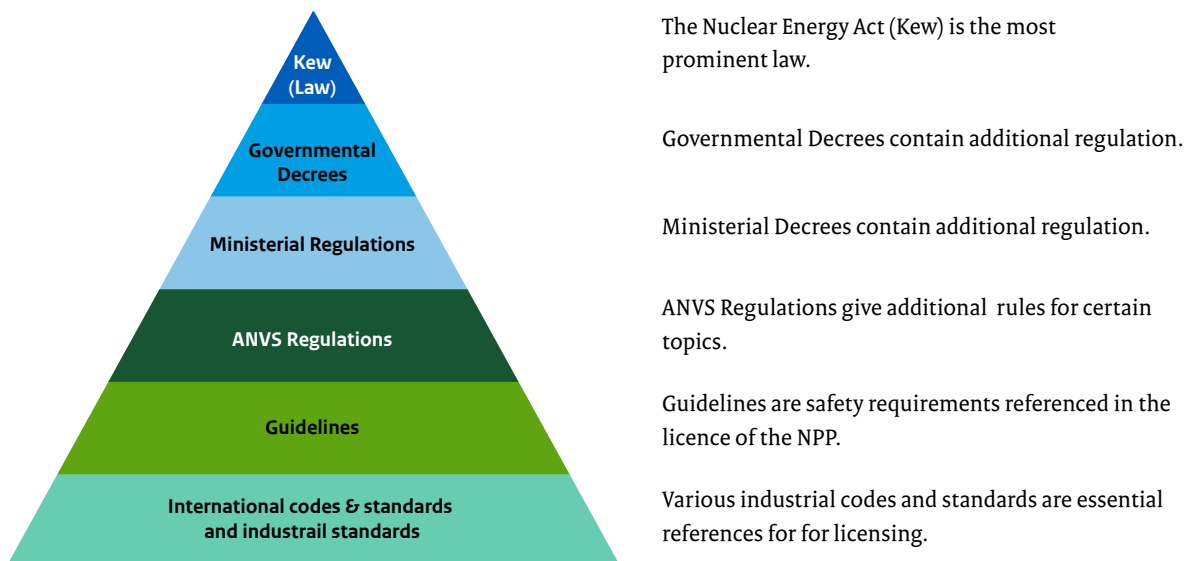 Kew
(Law)
The Nuclear Energy Act (Kew) is the most
prominent law.
Governmental
Decrees
Governmental Decrees contain additional regulation.
Ministerial Regulations
Ministerial Decrees contain additional regulation.
ANVS Regulations
ANVS Regulations give additional  rules for certain
topics.
Guidelines
Guidelines are safety requirements referenced in the
licence of the NPP.
International codes & standards
and industrail standards
Various industrial codes and standards are essential
references for for licensing.